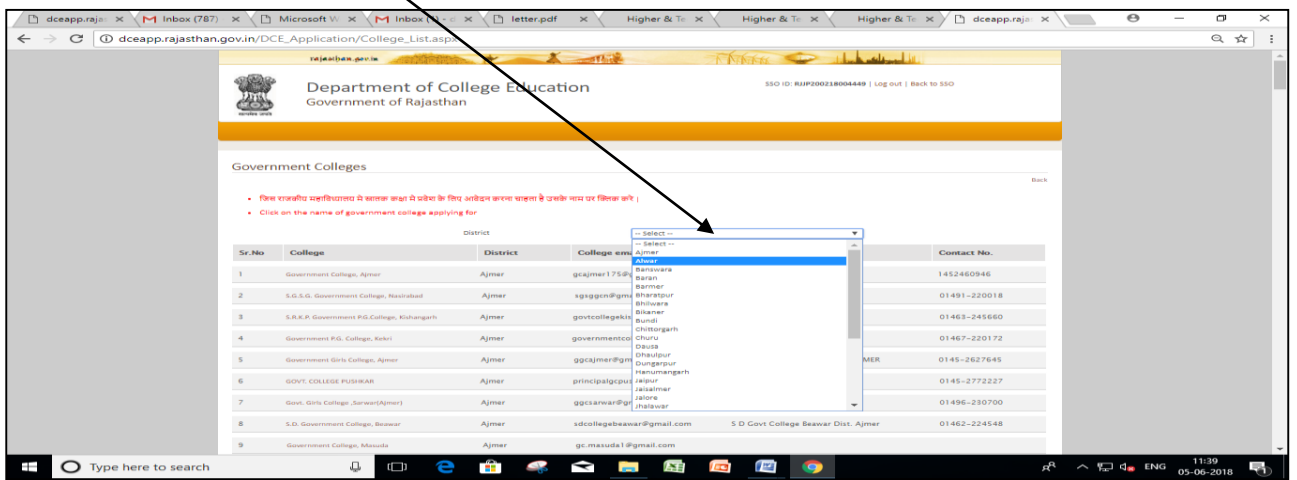 dceapp.raja: × Inbox (787) × Microsoft W × Inbox (1) - d × letter.pdf × Higher & Te × Higher & Te × Higher & Te × dceapp.raja: ×
dceapp.rajasthan.gov.in/DCE_Application/College_List.aspx
rajasthan.gov.in
Department of College Education
Government of Rajasthan
SSO ID: RJJP200218004449 | Log out | Back to SSO
Government Colleges
Back
जिस राजकीय महाविद्यालय मे स्नातक कक्षा मे प्रवेश के लिए आवेदन करना चाहता है उसके नाम पर क्लिक करे |
Click on the name of government college applying for
District -- Select --
-- Select --
Ajmer
Alwar
Banswara
Baran
Barmer
Bharatpur
Bhilwara
Bikaner
Bundi
Chittorgarh
Churu
Dausa
Dhaulpur
Dungarpur
Hanumangarh
Jaipur
Jaisalmer
Jalore
Jhalawar
Sr.No College District College ema Contact No.
1 Government College, Ajmer Ajmer gcajmer175@g 1452460946
2 S.G.S.G. Government College, Nasirabad Ajmer sgsggcn@gma 01491-220018
3 S.R.K.P. Government P.G.College, Kishangarh Ajmer govtcollegekis 01463-245660
4 Government P.G. College, Kekri Ajmer governmentco 01467-220172
5 Government Girls College, Ajmer Ajmer ggcajmer@gm MER 0145-2627645
6 GOVT. COLLEGE PUSHKAR Ajmer principalgcpu 0145-2772227
7 Govt. Girls College ,Sarwar(Ajmer) Ajmer ggcsarwar@g 01496-230700
8 S.D. Government College, Beawar Ajmer sdcollegebeawar@gmail.com S D Govt College Beawar Dist. Ajmer 01462-224548
9 Government College, Masuda Ajmer gc.masuda1@gmail.com
Type here to search
ENG 11:39
05-06-2018